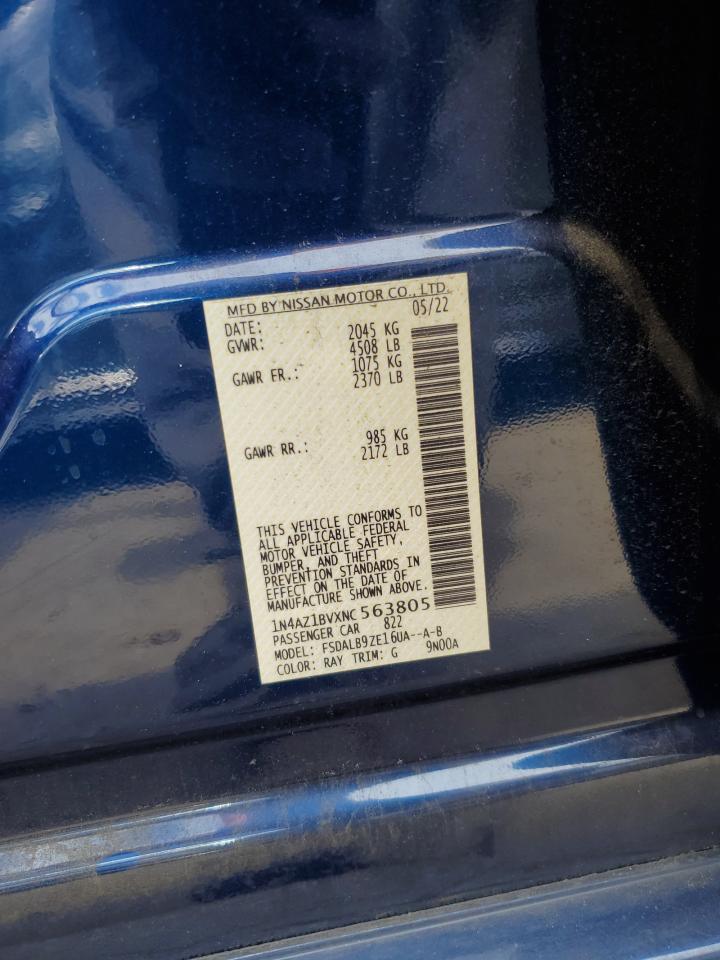 MFD BY NISSAN MOTOR CO., LTD.
DATE: 05/22
GVWR: 2045 KG
4508 LB
GAWR FR.: 1075 KG
2370 LB
GAWR RR.: 985 KG
2172 LB
THIS VEHICLE CONFORMS TO
ALL APPLICABLE FEDERAL
MOTOR VEHICLE SAFETY,
BUMPER, AND THEFT
PREVENTION STANDARDS IN
EFFECT ON THE DATE OF
MANUFACTURE SHOWN ABOVE.
1N4AZ1BVXNC563805
PASSENGER CAR 822
MODEL: FSDALB9ZE16UA--A-B
COLOR: RAY TRIM: G 9N00A